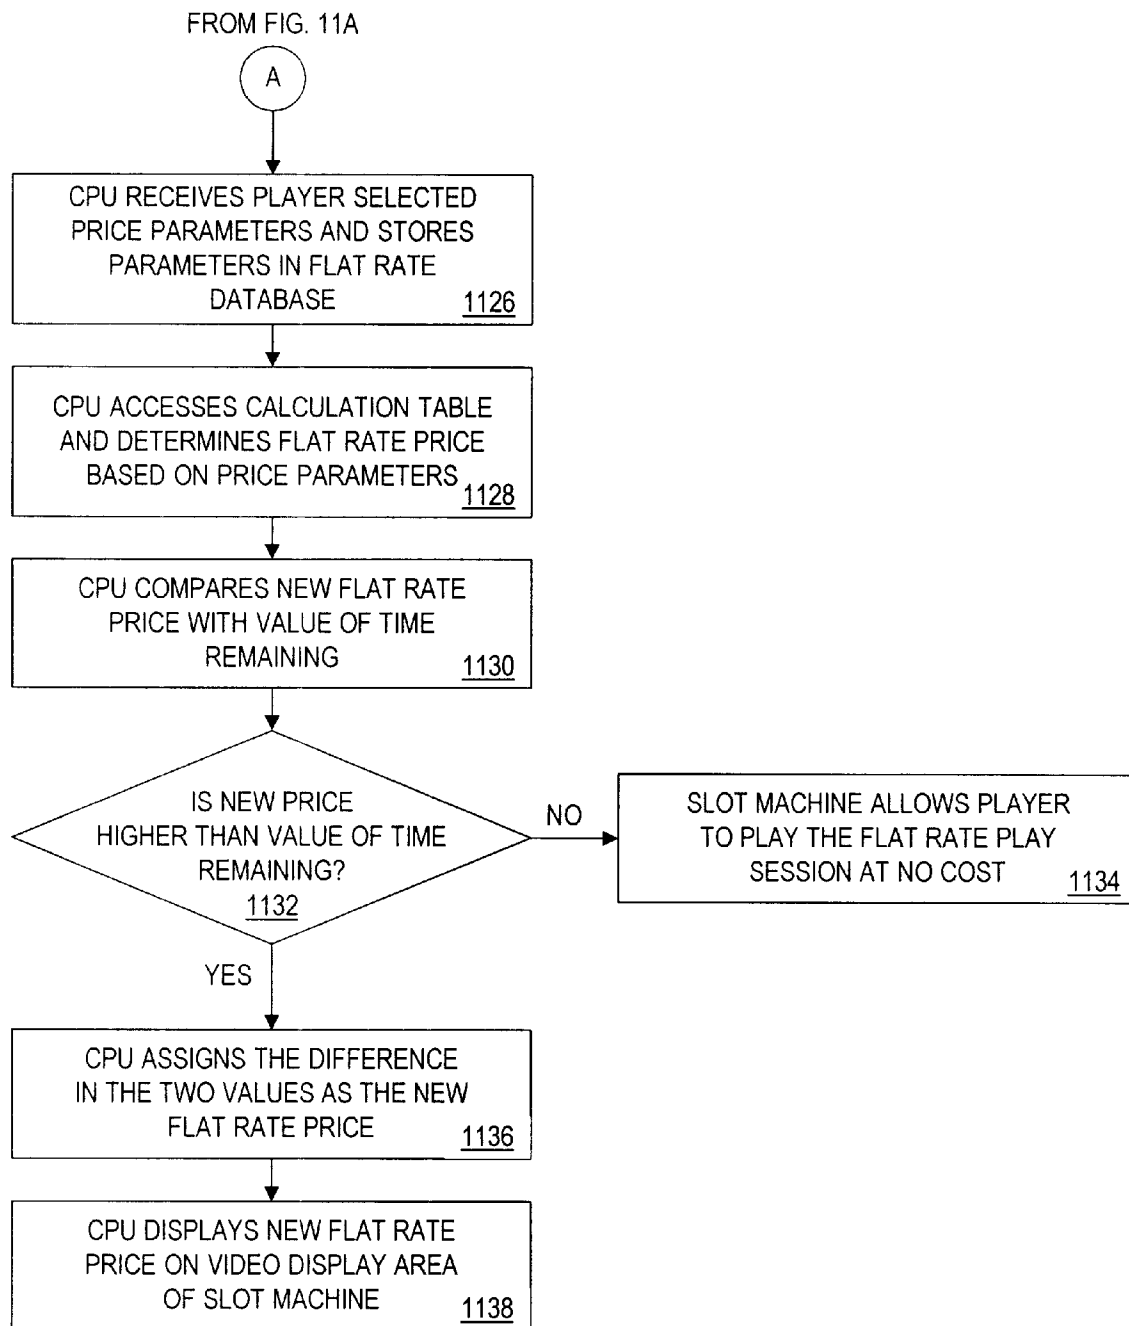 FROM FIG. 11A
A
CPU RECEIVES PLAYER SELECTED
PRICE PARAMETERS AND STORES
PARAMETERS IN FLAT RATE
DATABASE
1126
CPU ACCESSES CALCULATION TABLE
AND DETERMINES FLAT RATE PRICE
BASED ON PRICE PARAMETERS
1128
CPU COMPARES NEW FLAT RATE
PRICE WITH VALUE OF TIME
REMAINING
1130
IS NEW PRICE
HIGHER THAN VALUE OF TIME
REMAINING?
1132
NO
SLOT MACHINE ALLOWS PLAYER
TO PLAY THE FLAT RATE PLAY
SESSION AT NO COST
1134
YES
CPU ASSIGNS THE DIFFERENCE
IN THE TWO VALUES AS THE NEW
FLAT RATE PRICE
1136
CPU DISPLAYS NEW FLAT RATE
PRICE ON VIDEO DISPLAY AREA
OF SLOT MACHINE
1138